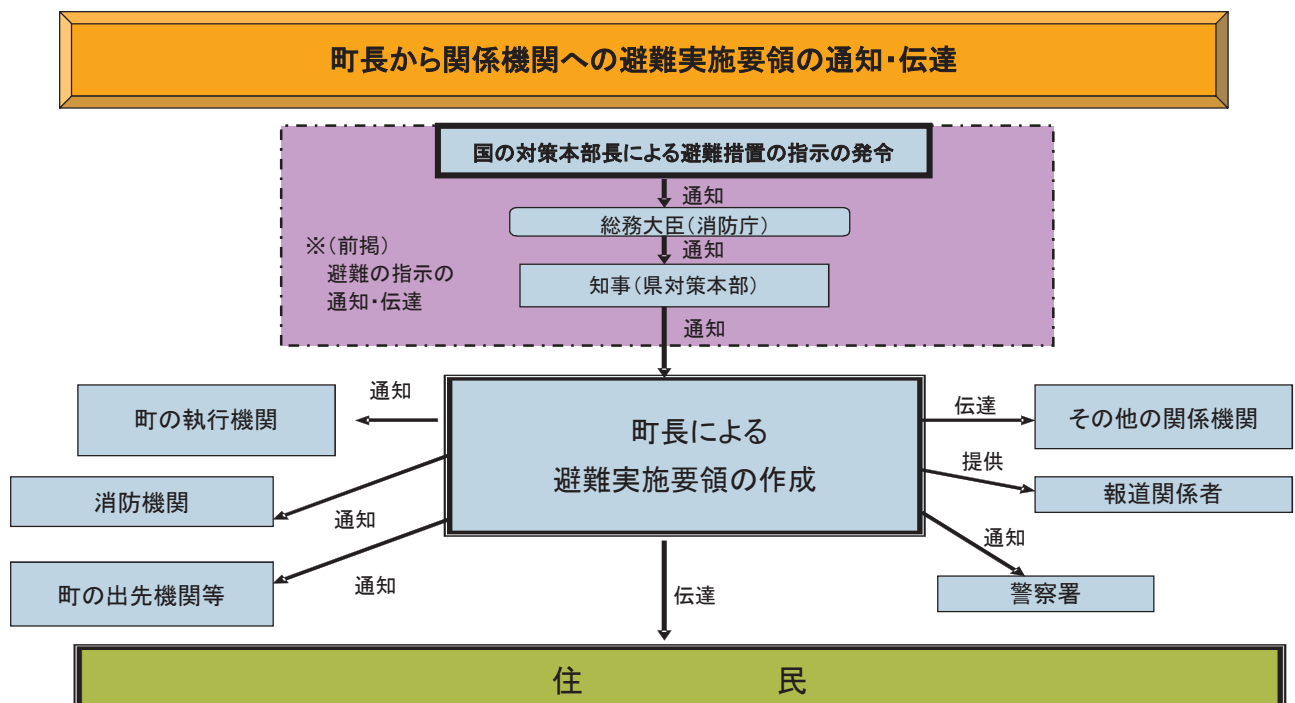 町長から関係機関への避難実施要領の通知・伝達
国の対策本部長による避難措置の指示の発令
通知
総務大臣(消防庁)
通知
※(前掲)
避難の指示の
通知・伝達
知事(県対策本部)
通知
町長による
避難実施要領の作成
通知
町の執行機関
消防機関
通知
町の出先機関等
通知
伝達
その他の関係機関
提供
報道関係者
通知
警察署
伝達
住民